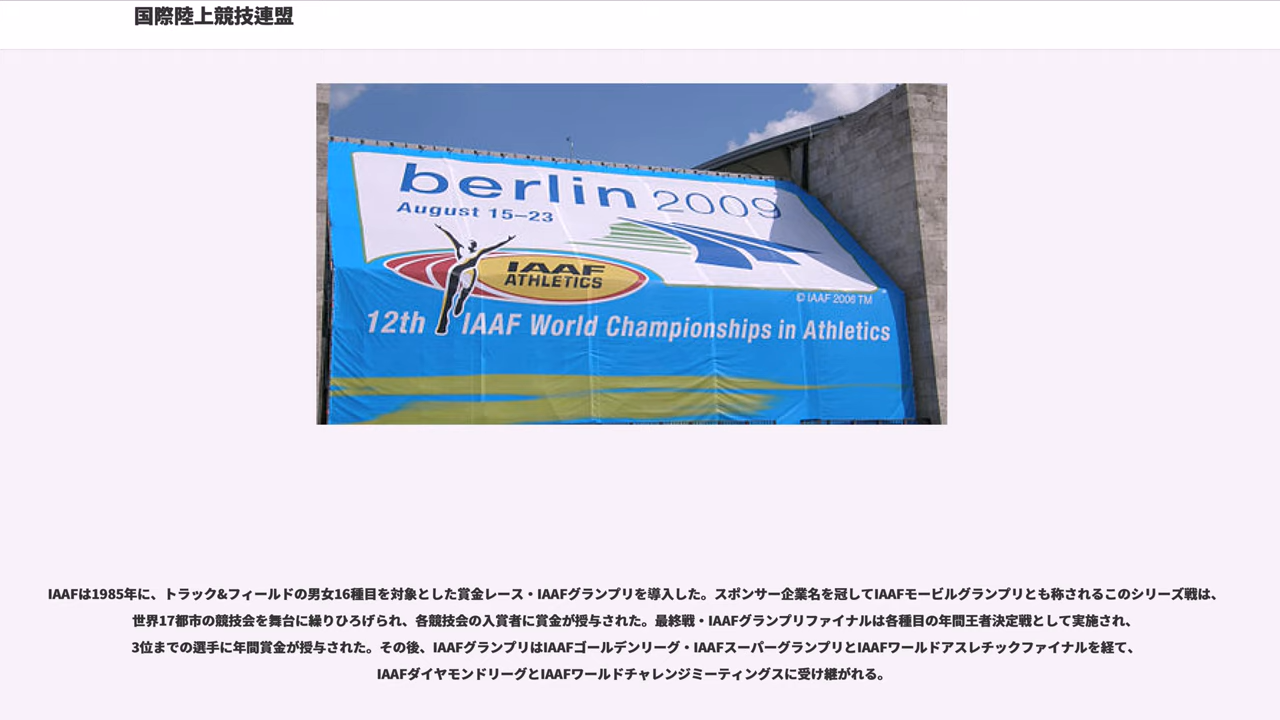 国際陸上競技連盟
berlin 2009
August 15–23
IAAF
ATHLETICS
© IAAF 2006 TM
12th IAAF World Championships in Athletics
IAAFは1985年に、トラック&フィールドの男女16種目を対象とした賞金レース・IAAFグランプリを導入した。スポンサー企業名を冠してIAAFモービルグランプリとも称されるこのシリーズ戦は、
世界17都市の競技会を舞台に繰りひろげられ、各競技会の入賞者に賞金が授与された。最終戦・IAAFグランプリファイナルは各種目の年間王者決定戦として実施され、
3位までの選手に年間賞金が授与された。その後、IAAFグランプリはIAAFゴールデンリーグ・IAAFスーパーグランプリとIAAFワールドアスレチックファイナルを経て、
IAAFダイヤモンドリーグとIAAFワールドチャレンジミーティングスに受け継がれる。